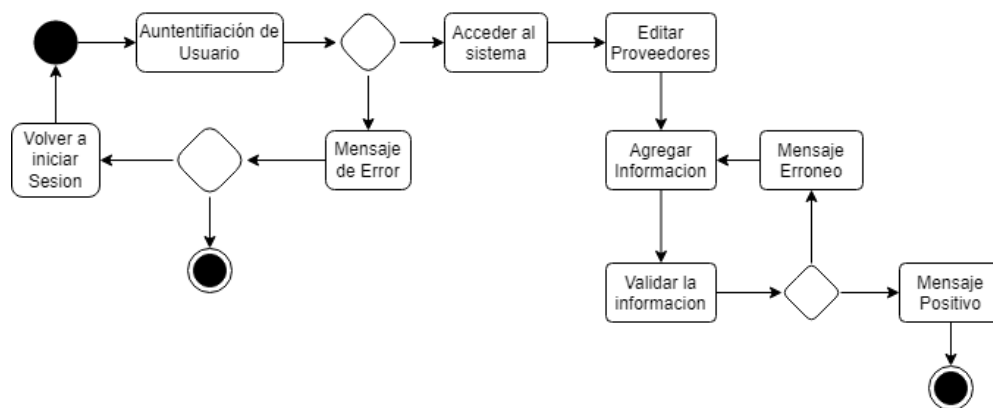 Auntentifiación de
Usuario
Acceder al
sistema
Editar
Proveedores
Volver a
iniciar
Sesion
Mensaje
de Error
Agregar
Informacion
Mensaje
Erroneo
Validar la
informacion
Mensaje
Positivo